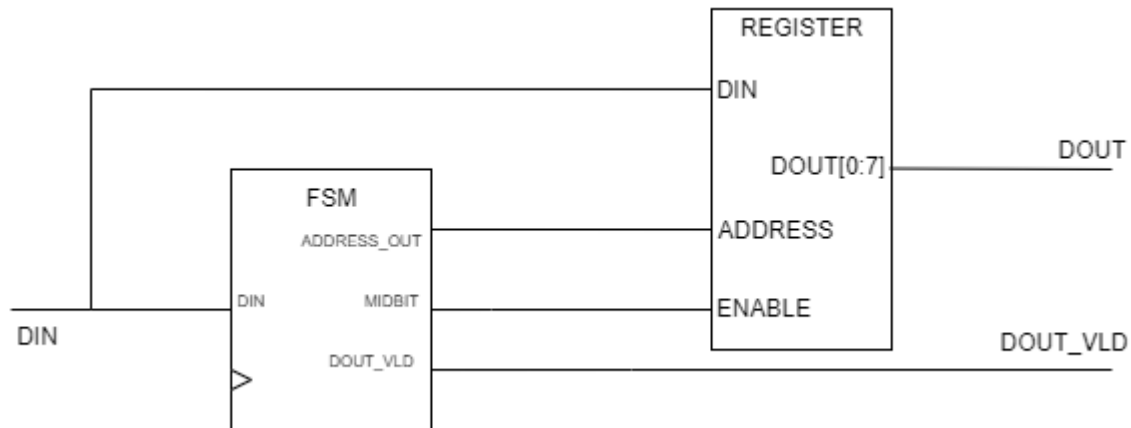 REGISTER
DIN
DOUT[0:7]
DOUT
FSM
ADDRESS_OUT
ADDRESS
DIN
MIDBIT
ENABLE
DIN
DOUT_VLD
DOUT_VLD